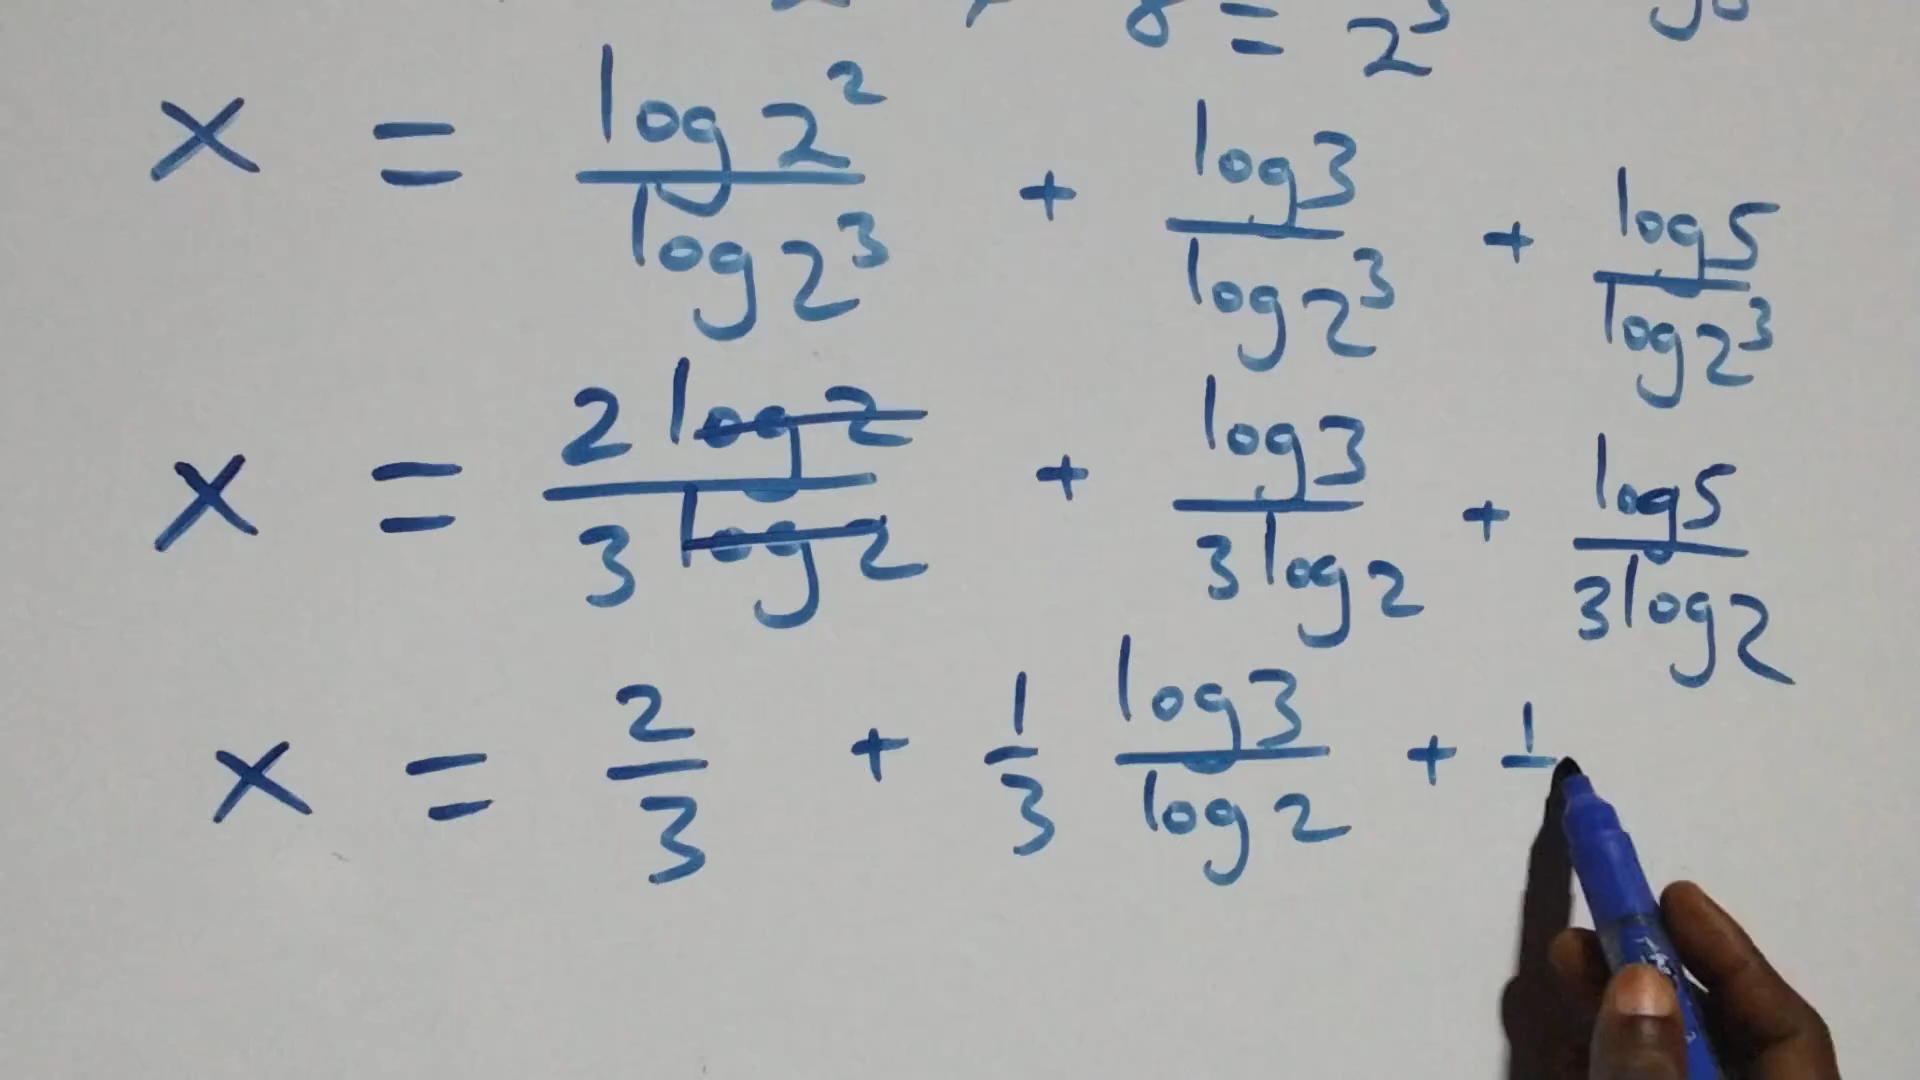 8 = 2³
x = log 2² / log 2³ + log 3 / log 2³ + log 5 / log 2³
x = 2 log 2 / 3 log 2 + log 3 / 3 log 2 + log 5 / 3 log 2
x = 2/3 + 1/3 log 3 / log 2 + 1